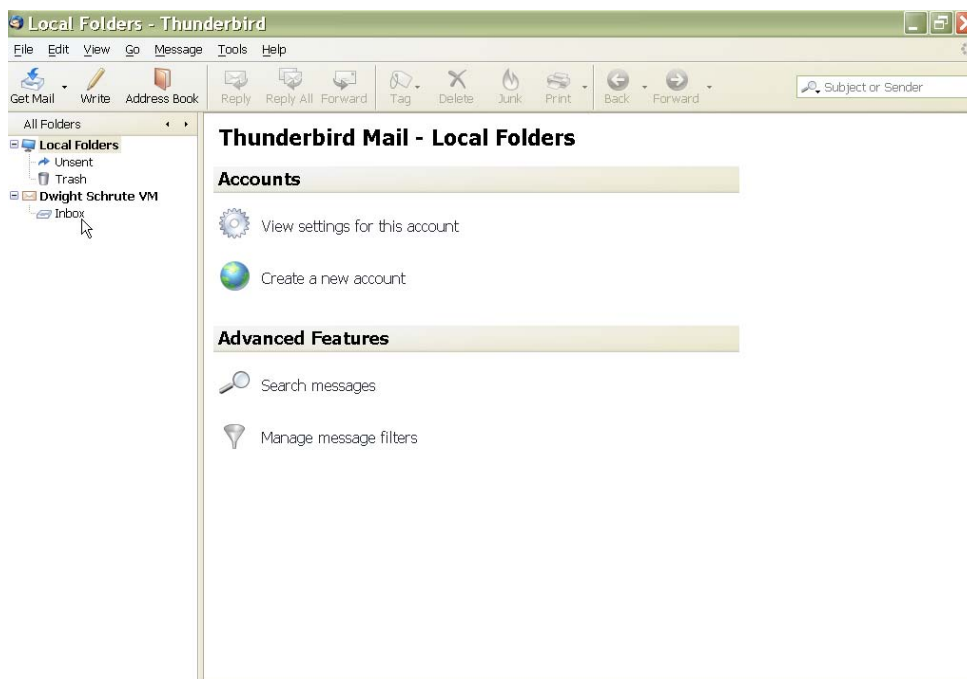 Local Folders - Thunderbird
File Edit View Go Message Tools Help
Get Mail Write Address Book Reply Reply All Forward Tag Delete Junk Print Back Forward Subject or Sender
All Folders
Local Folders
Unsent
Trash
Dwight Schrute VM
Inbox
Thunderbird Mail - Local Folders
Accounts
View settings for this account
Create a new account
Advanced Features
Search messages
Manage message filters